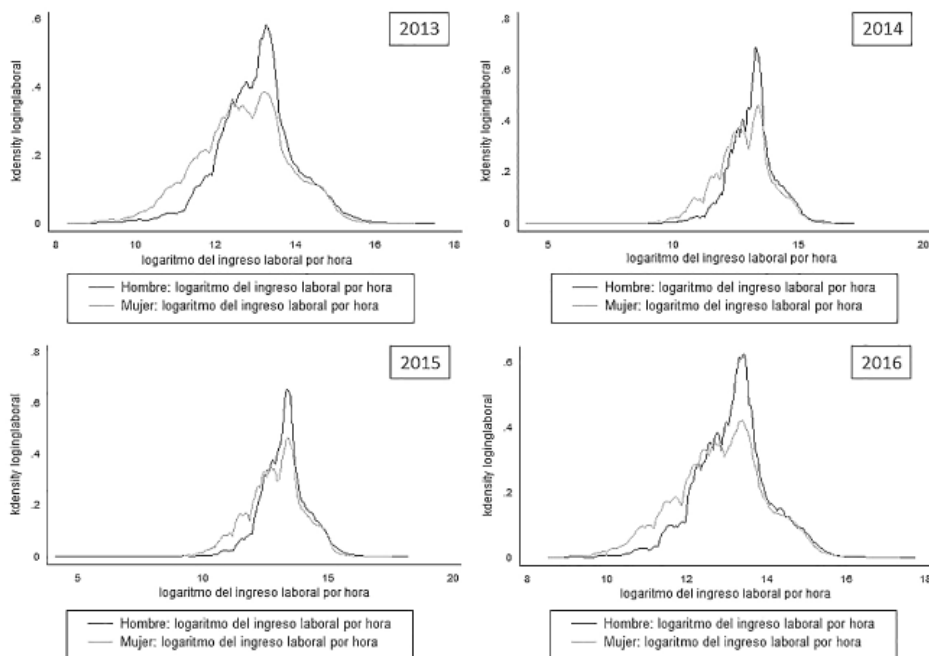 2013
kdensity loginglaboral
.6
.4
.2
0
8 10 12 14 16 18
logaritmo del ingreso laboral por hora
Hombre: logaritmo del ingreso laboral por hora
Mujer: logaritmo del ingreso laboral por hora
2014
kdensity loginglaboral
.8
.6
.4
.2
0
5 10 15 20
logaritmo del ingreso laboral por hora
Hombre: logaritmo del ingreso laboral por hora
Mujer: logaritmo del ingreso laboral por hora
2015
kdensity loginglaboral
.8
.6
.4
.2
0
5 10 15 20
logaritmo del ingreso laboral por hora
Hombre: logaritmo del ingreso laboral por hora
Mujer: logaritmo del ingreso laboral por hora
2016
kdensity loginglaboral
.6
.4
.2
0
8 10 12 14 16 18
logaritmo del ingreso laboral por hora
Hombre: logaritmo del ingreso laboral por hora
Mujer: logaritmo del ingreso laboral por hora